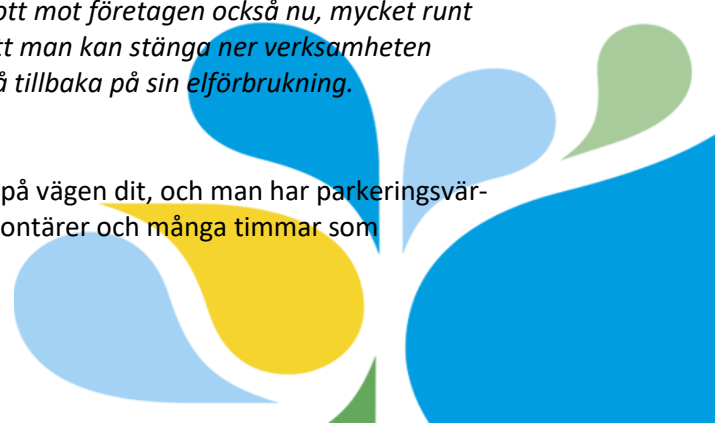 ott mot företagen också nu, mycket runt
tt man kan stänga ner verksamheten
å tillbaka på sin elförbrukning.
på vägen dit, och man har parkeringsvär-
ontärer och många timmar som